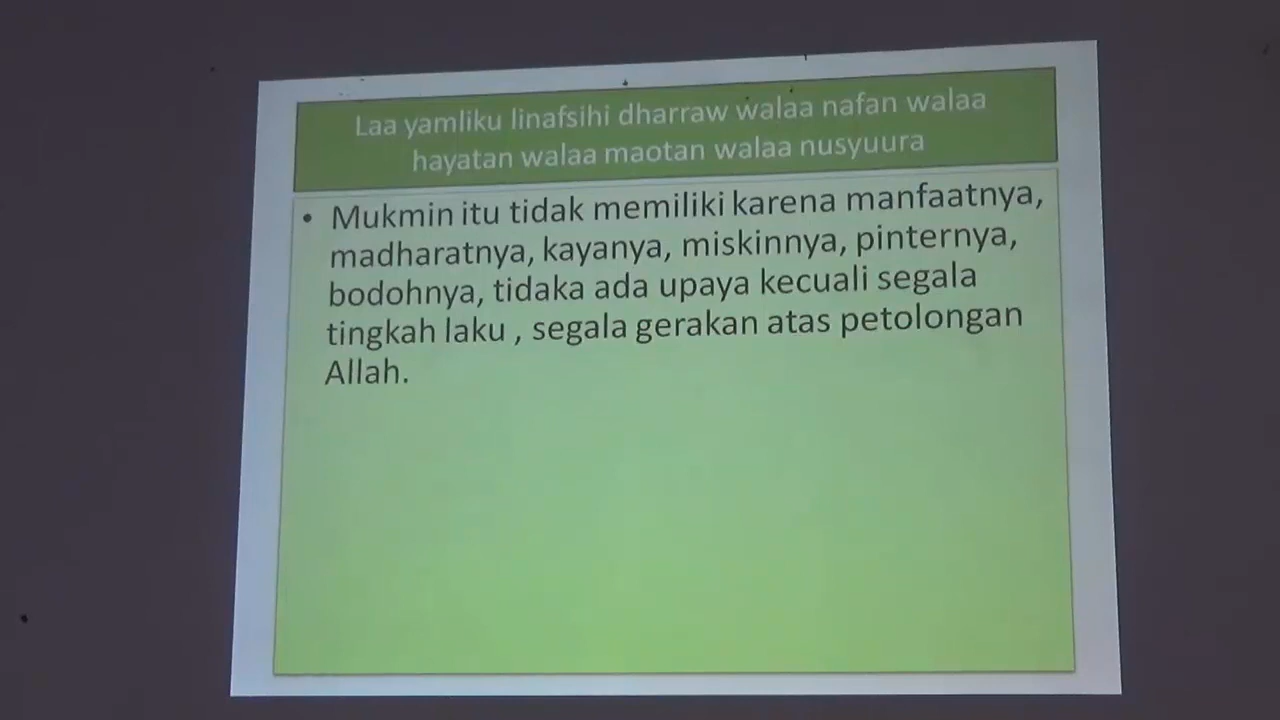 Laa yamliku linafsihi dharraw walaa nafan walaa
hayatan walaa maotan walaa nusyuura
• Mukmin itu tidak memiliki karena manfaatnya,
madharatnya, kayanya, miskinnya, pinternya,
bodohnya, tidaka ada upaya kecuali segala
tingkah laku , segala gerakan atas petolongan
Allah.